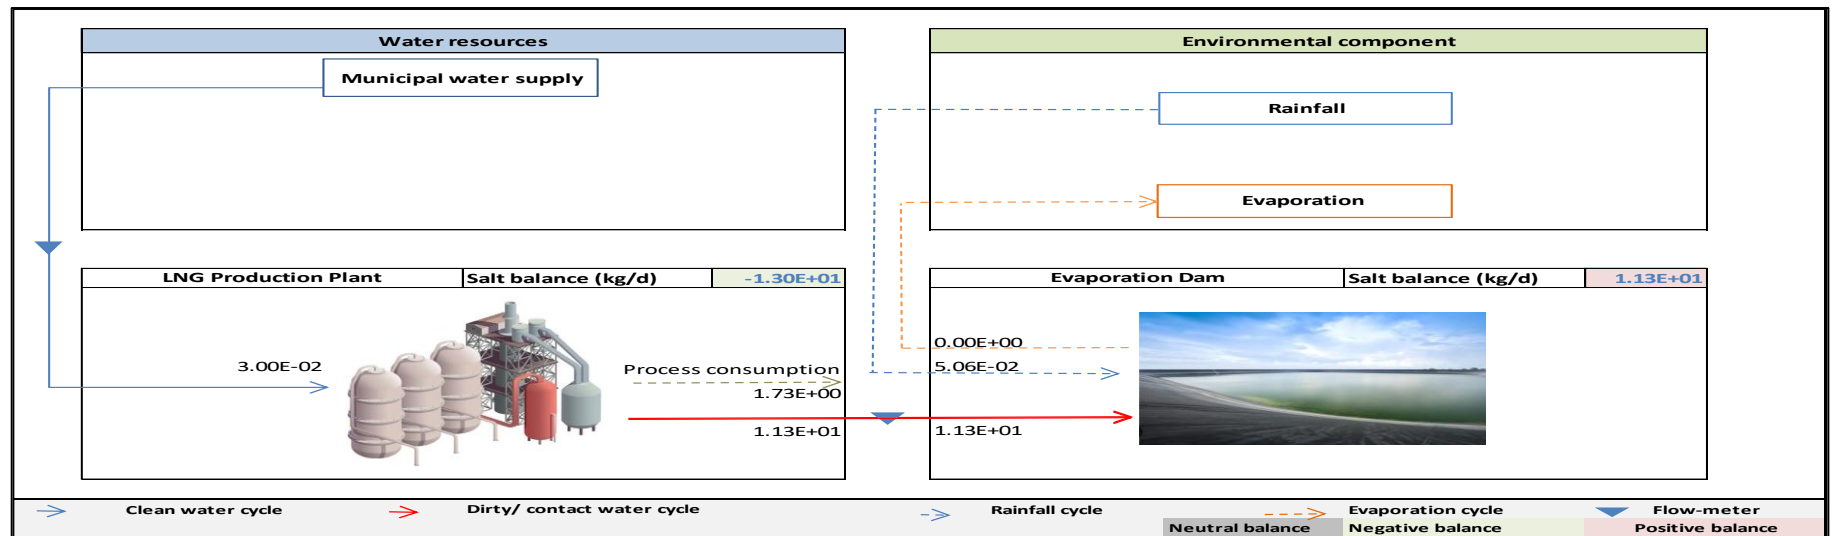 Water resources
Municipal water supply
Environmental component
Rainfall
Evaporation
LNG Production Plant Salt balance (kg/d) -1.30E+01
3.00E-02
Process consumption
1.73E+00
1.13E+01
Evaporation Dam Salt balance (kg/d) 1.13E+01
0.00E+00
5.06E-02
1.13E+01
Clean water cycle Dirty/ contact water cycle Rainfall cycle Evaporation cycle Flow-meter
Neutral balance Negative balance Positive balance